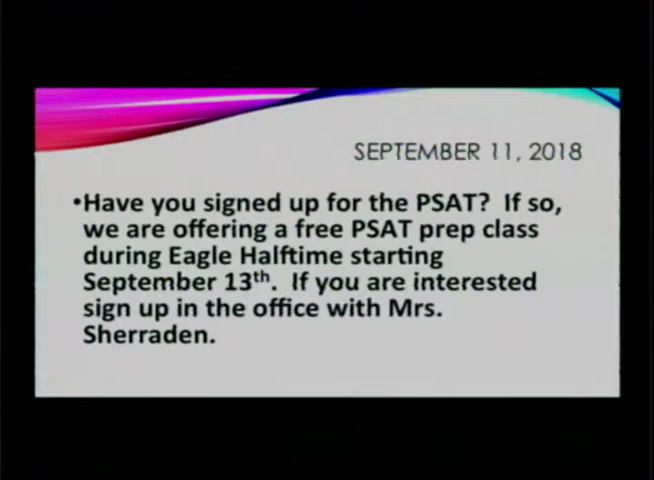 SEPTEMBER 11, 2018
•Have you signed up for the PSAT?  If so,
we are offering a free PSAT prep class
during Eagle Halftime starting
September 13th.  If you are interested
sign up in the office with Mrs.
Sherraden.